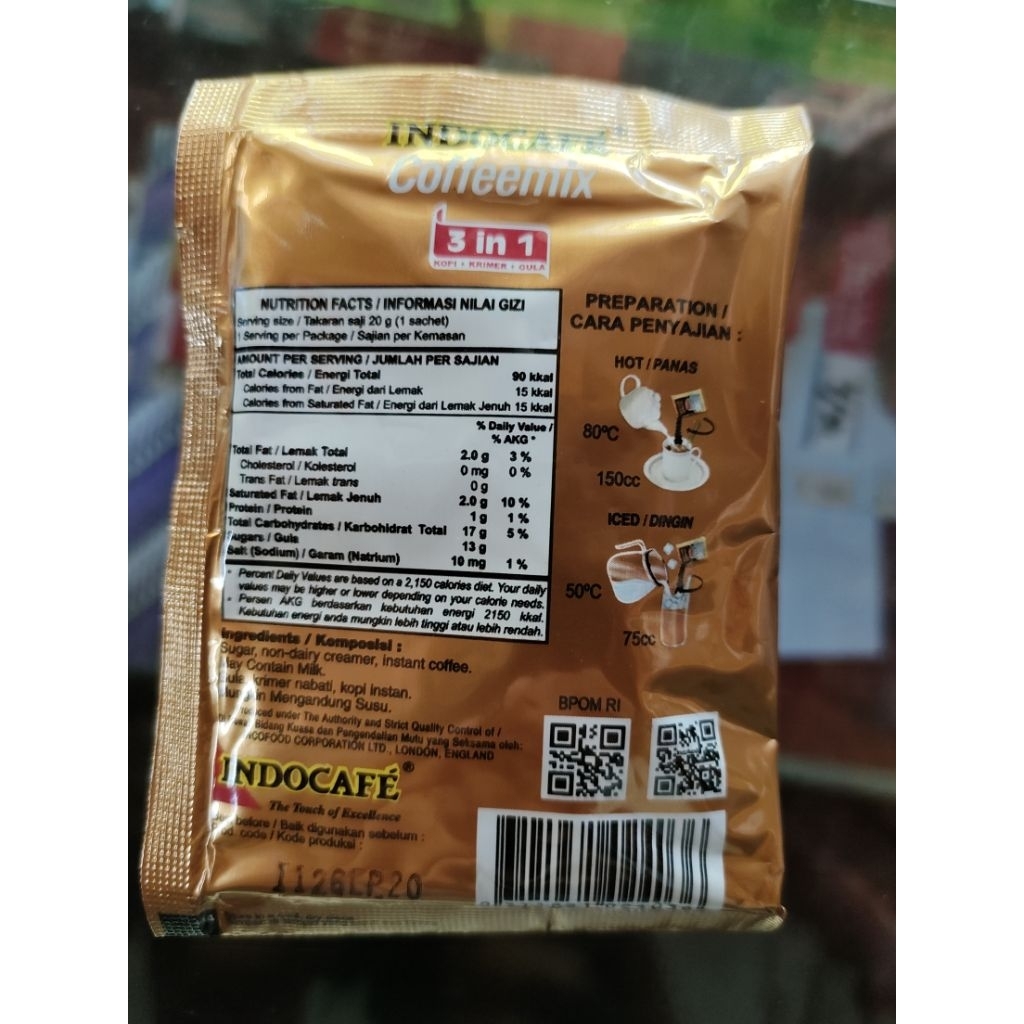 INDOCAFÉ
Coffeemix
3 in 1
KOPI • KRIMER • GULA
NUTRITION FACTS / INFORMASI NILAI GIZI
Serving size / Takaran saji 20 g (1 sachet)
1 Serving per Package / Sajian per Kemasan
AMOUNT PER SERVING / JUMLAH PER SAJIAN
Total Calories / Energi Total 90 kkal
Calories from Fat / Energi dari Lemak 15 kkal
Calories from Saturated Fat / Energi dari Lemak Jenuh 15 kkal
% Daily Value /
% AKG *
Total Fat / Lemak Total 2.0 g 3 %
Cholesterol / Kolesterol 0 mg 0 %
Trans Fat / Lemak trans 0 g
Saturated Fat / Lemak Jenuh 2.0 g 10 %
Protein / Protein 1 g 1 %
Total Carbohydrates / Karbohidrat Total 17 g 5 %
Sugars / Gula 13 g
Salt (Sodium) / Garam (Natrium) 10 mg 1 %
* Percent Daily Values are based on a 2,150 calories diet. Your daily
values may be higher or lower depending on your calorie needs.
* Persen AKG berdasarkan kebutuhan energi 2150 kkal.
Kebutuhan energi anda mungkin lebih tinggi atau lebih rendah.
Ingredients / Komposisi :
Sugar, non-dairy creamer, instant coffee.
May Contain Milk.
Gula, krimer nabati, kopi instan.
Mungkin Mengandung Susu.
Produced under The Authority and Strict Quality Control of /
Bidang Kuasa dan Pengendalian Mutu yang Seksama oleh:
CORPORATION LTD., LONDON, ENGLAND
INDOCAFÉ®
The Touch of Excellence
before / Baik digunakan sebelum :
Prod. code / Kode produksi :
1126LP20
PREPARATION /
CARA PENYAJIAN :
HOT / PANAS
80ºC
150cc
ICED / DINGIN
50ºC
75cc
BPOM RI